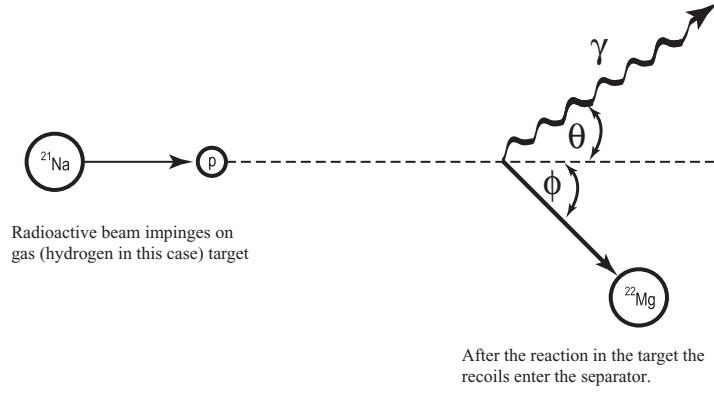 γ
²¹Na
p
θ
ϕ
Radioactive beam impinges on
gas (hydrogen in this case) target
²²Mg
After the reaction in the target the
recoils enter the separator.